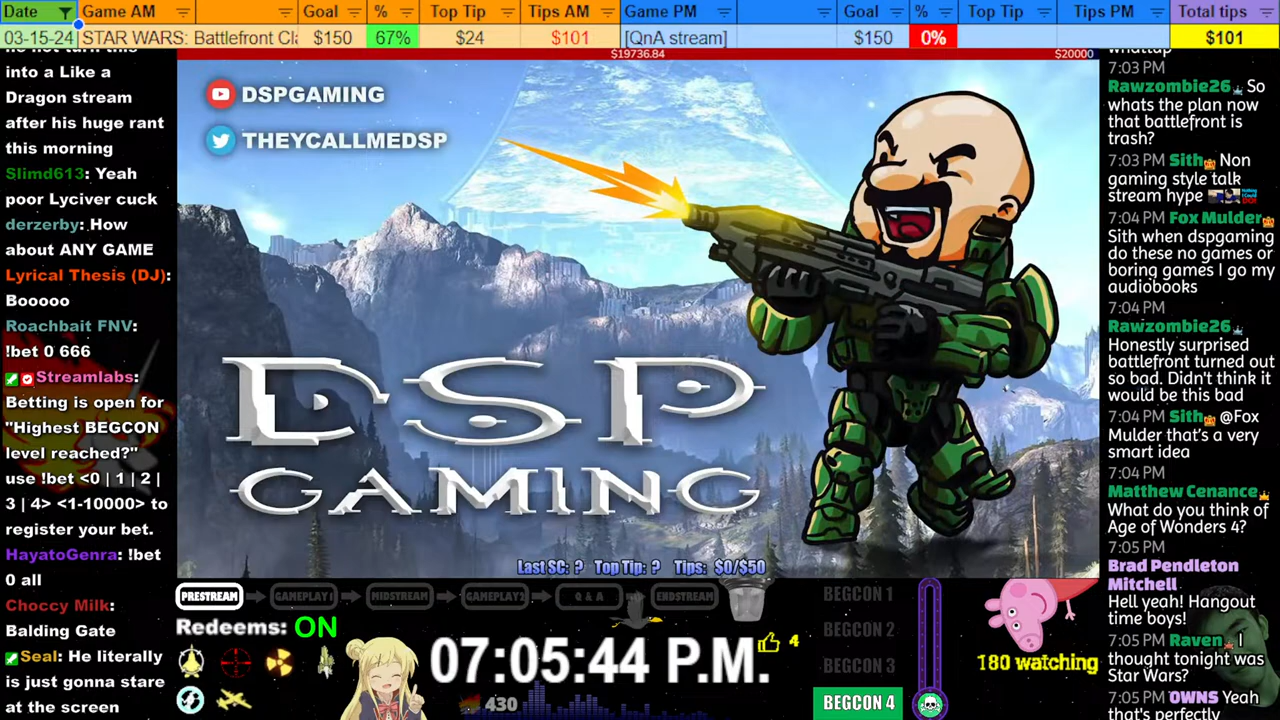 Date
Game AM
Goal
%
Top Tip
Tips AM
Game PM
Goal
%
Top Tip
Tips PM
Total tips
03-15-24
STAR WARS: Battlefront Cla
$150
67%
$24
$101
[QnA stream]
$150
0%
$101
$19736.84
$20000
he not turn this
into a Like a
Dragon stream
after his huge rant
this morning
Slimd613: Yeah
poor Lyciver cuck
derzerby: How
about ANY GAME
Lyrical Thesis (DJ):
Booooo
Roachbait FNV:
!bet 0 666
Streamlabs:
Betting is open for
"Highest BEGCON
level reached?"
use !bet <0 | 1 | 2 |
3 | 4> <1-10000> to
register your bet.
HayatoGenra: !bet
0 all
Choccy Milk:
Balding Gate
Seal: He literally
is just gonna stare
at the screen
DSPGAMING
THEYCALLMEDSP
DSP
GAMING
Last SC: ? Top Tip: ? Tips: $0/$50
PRESTREAM
GAMEPLAY1
MIDSTREAM
GAMEPLAY2
Q & A
ENDSTREAM
Redeems: ON
07:05:44 P.M.
4
430
BEGCON 1
BEGCON 2
BEGCON 3
BEGCON 4
180 watching
whattup
7:03 PM
Rawzombie26 So
whats the plan now
that battlefront is
trash?
7:03 PM Sith Non
gaming style talk
stream hype
7:04 PM Fox Mulder
Sith when dspgaming
do these no games or
boring games I go my
audiobooks
7:04 PM
Rawzombie26
Honestly surprised
battlefront turned out
so bad. Didn't think it
would be this bad
7:04 PM Sith @Fox
Mulder that's a very
smart idea
7:04 PM
Matthew Cenance
What do you think of
Age of Wonders 4?
7:05 PM
Brad Pendleton
Mitchell
Hell yeah! Hangout
time boys!
7:05 PM Raven I
thought tonight was
Star Wars?
7:05 PM OWNS Yeah
that's perfectly